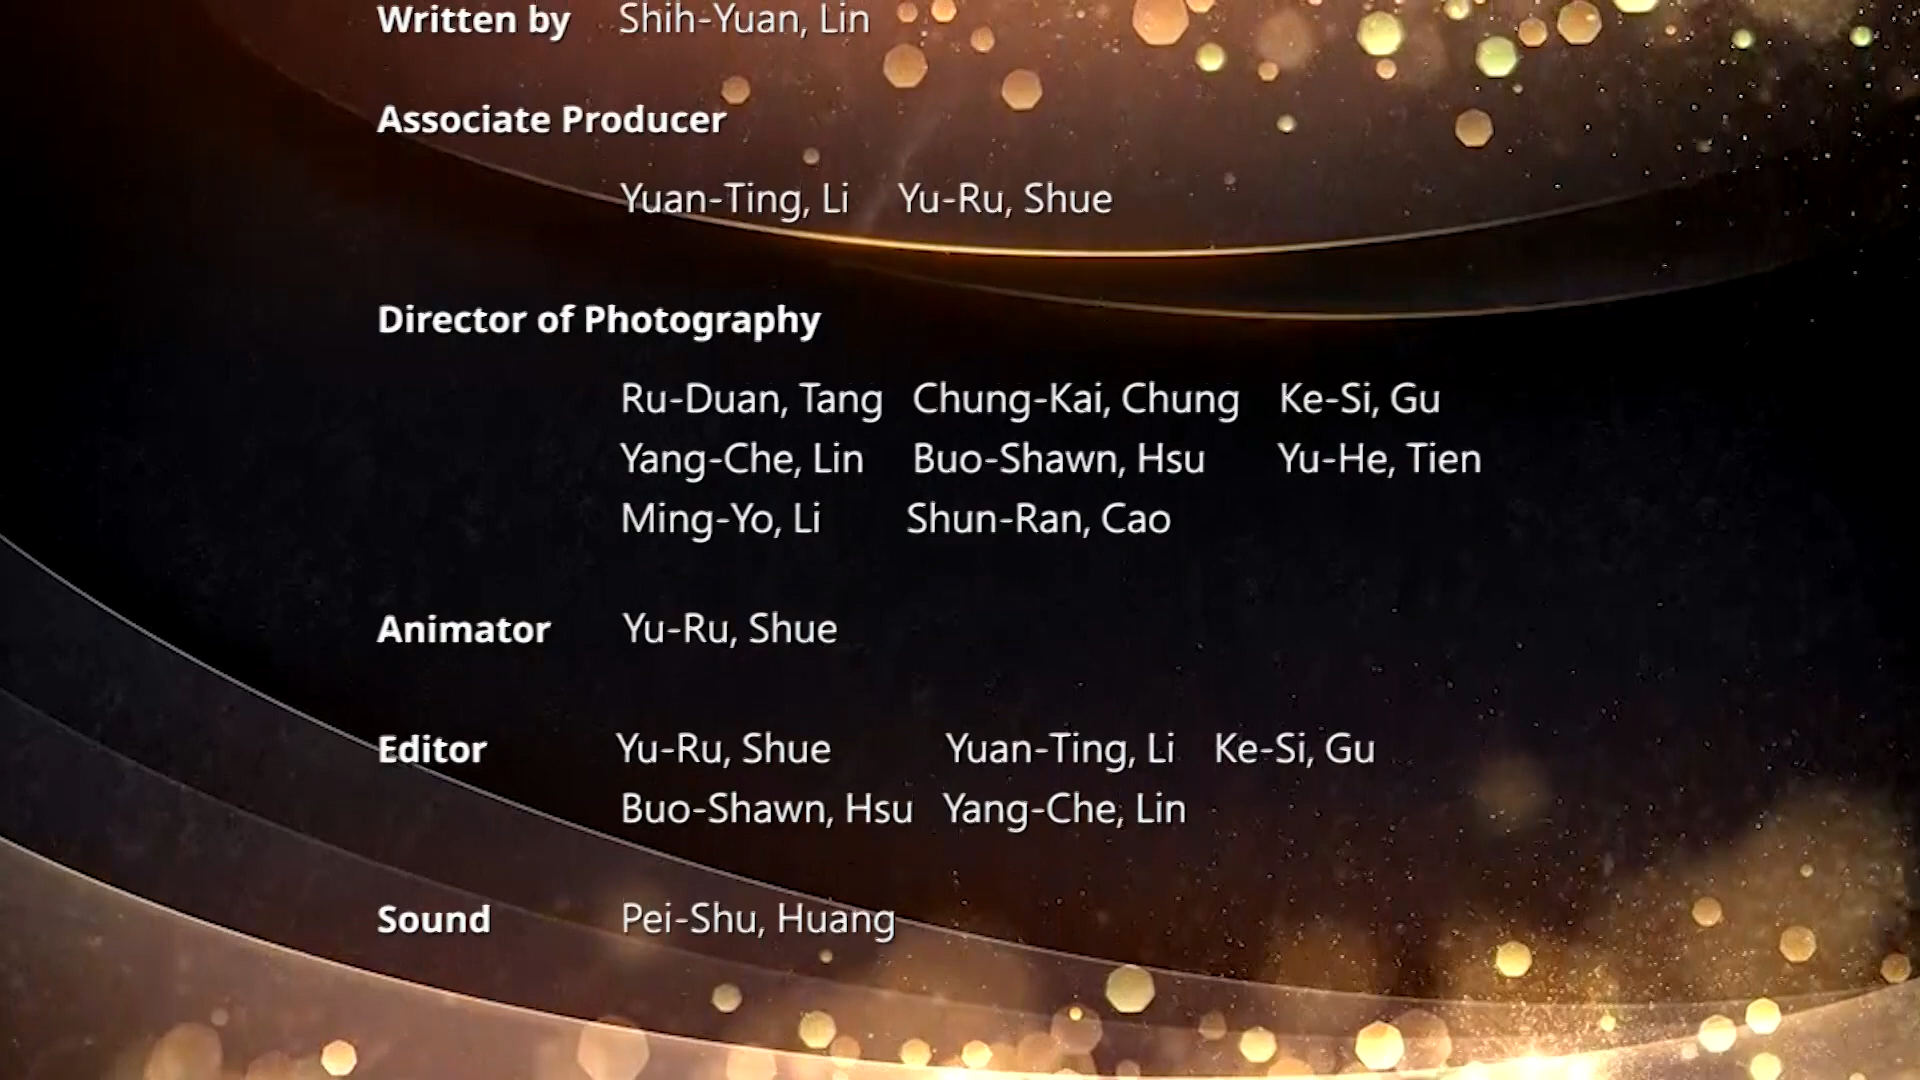 Written by Shih-Yuan, Lin
Associate Producer
Yuan-Ting, Li Yu-Ru, Shue
Director of Photography
Ru-Duan, Tang Chung-Kai, Chung Ke-Si, Gu
Yang-Che, Lin Buo-Shawn, Hsu Yu-He, Tien
Ming-Yo, Li Shun-Ran, Cao
Animator Yu-Ru, Shue
Editor Yu-Ru, Shue Yuan-Ting, Li Ke-Si, Gu
Buo-Shawn, Hsu Yang-Che, Lin
Sound Pei-Shu, Huang